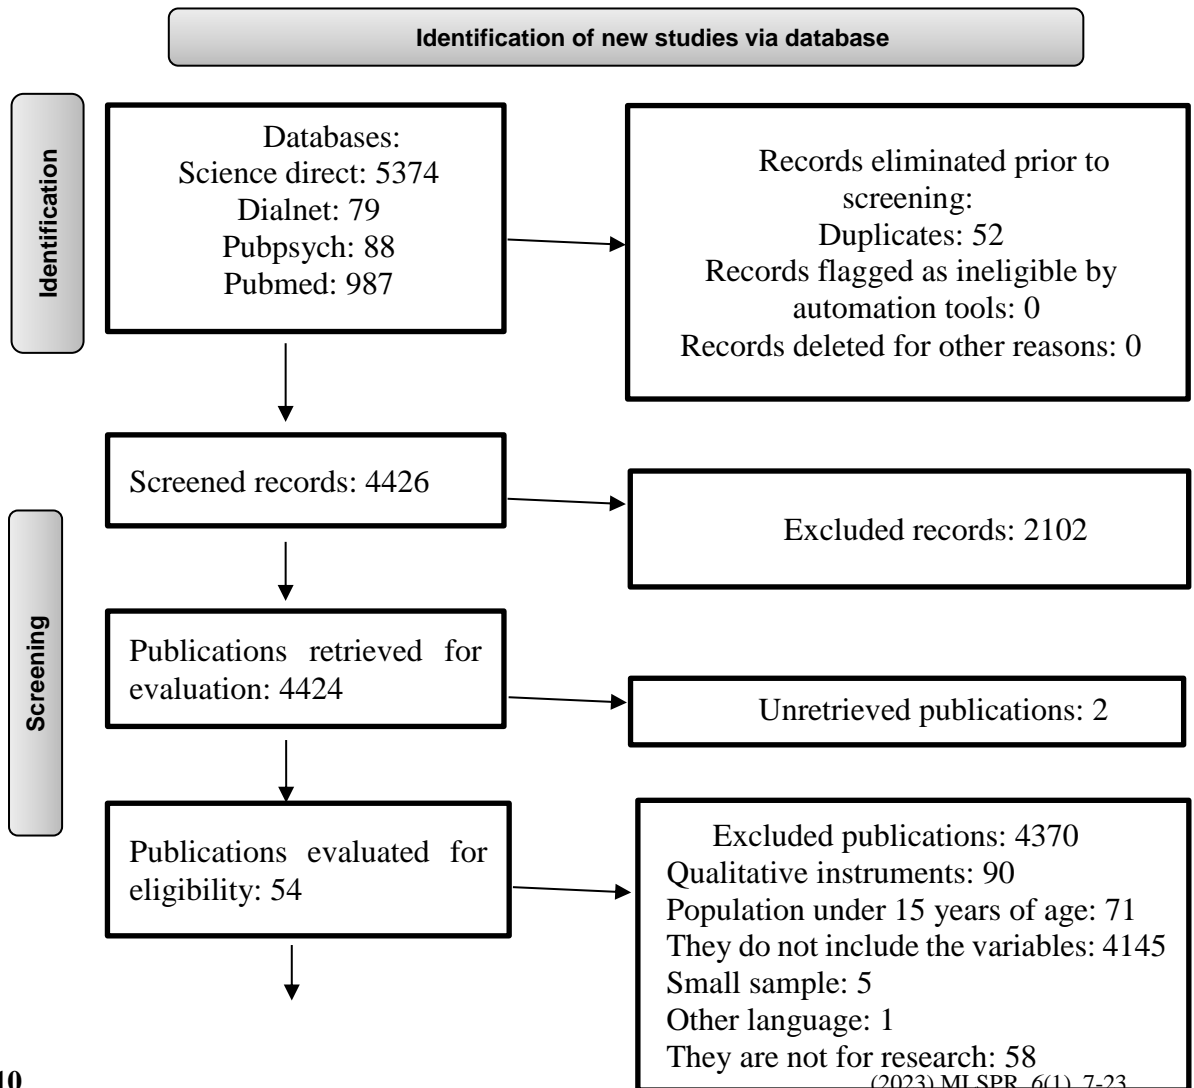 Identification of new studies via database
Identification
Databases:
Science direct: 5374
Dialnet: 79
Pubpsych: 88
Pubmed: 987
Records eliminated prior to
screening:
Duplicates: 52
Records flagged as ineligible by
automation tools: 0
Records deleted for other reasons: 0
Screening
Screened records: 4426
Excluded records: 2102
Publications retrieved for
evaluation: 4424
Unretrieved publications: 2
Publications evaluated for
eligibility: 54
Excluded publications: 4370
Qualitative instruments: 90
Population under 15 years of age: 71
They do not include the variables: 4145
Small sample: 5
Other language: 1
They are not for research: 58
10
(2023) MLSPR, 6(1), 7-23